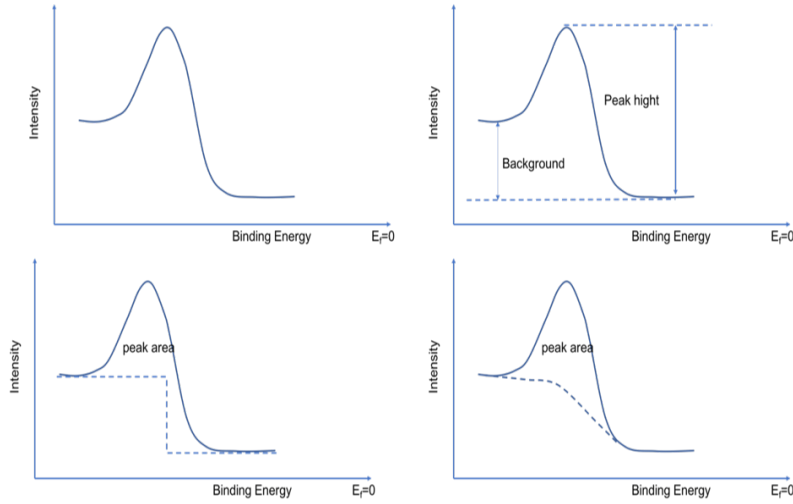 Intensity
Binding Energy
Ef=0
Intensity
Peak hight
Background
Binding Energy
Ef=0
Intensity
peak area
Binding Energy
Ef=0
Intensity
peak area
Binding Energy
Ef=0